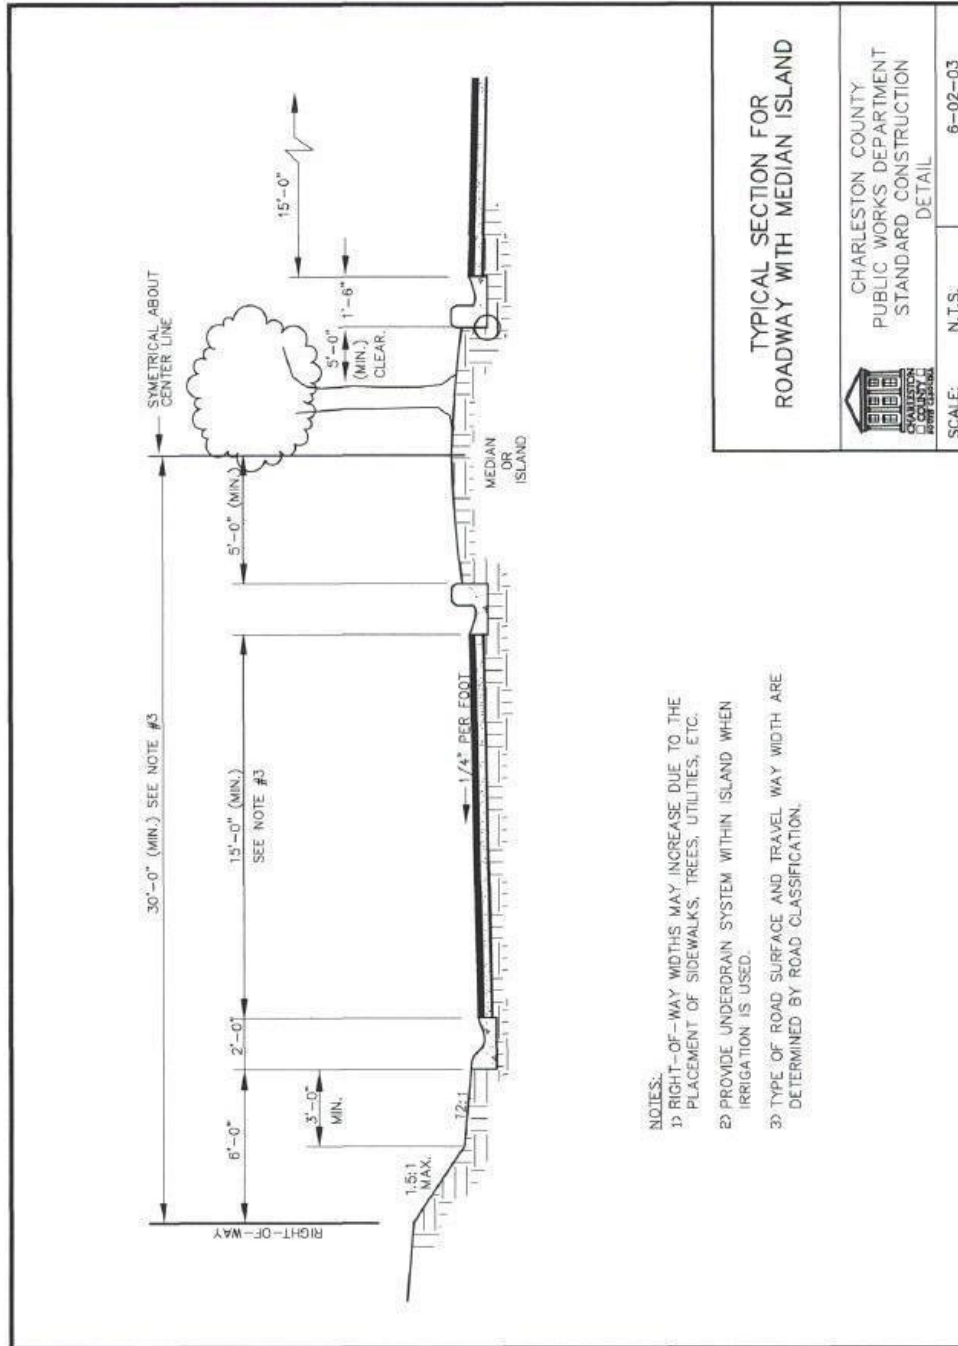 SYMETRICAL ABOUT
CENTER LINE
30'-0" (MIN.) SEE NOTE #3
15'-0"
6'-0"
2'-0"
15'-0" (MIN.)
SEE NOTE #3
5'-0" (MIN.)
1'-6"
5'-0"
(MIN.)
CLEAR.
3'-0"
MIN.
RIGHT-OF-WAY
1.5:1
MAX.
12:1
1/4" PER FOOT
MEDIAN
OR
ISLAND
NOTES:
1) RIGHT-OF-WAY WIDTHS MAY INCREASE DUE TO THE
PLACEMENT OF SIDEWALKS, TREES, UTILITIES, ETC.
2) PROVIDE UNDERDRAIN SYSTEM WITHIN ISLAND WHEN
IRRIGATION IS USED.
3) TYPE OF ROAD SURFACE AND TRAVEL WAY WIDTH ARE
DETERMINED BY ROAD CLASSIFICATION.
TYPICAL SECTION FOR
ROADWAY WITH MEDIAN ISLAND
CHARLESTON COUNTY
PUBLIC WORKS DEPARTMENT
STANDARD CONSTRUCTION
DETAIL
CHARLESTON
COUNTY
SOUTH CAROLINA
SCALE: N.T.S.
6-02-03